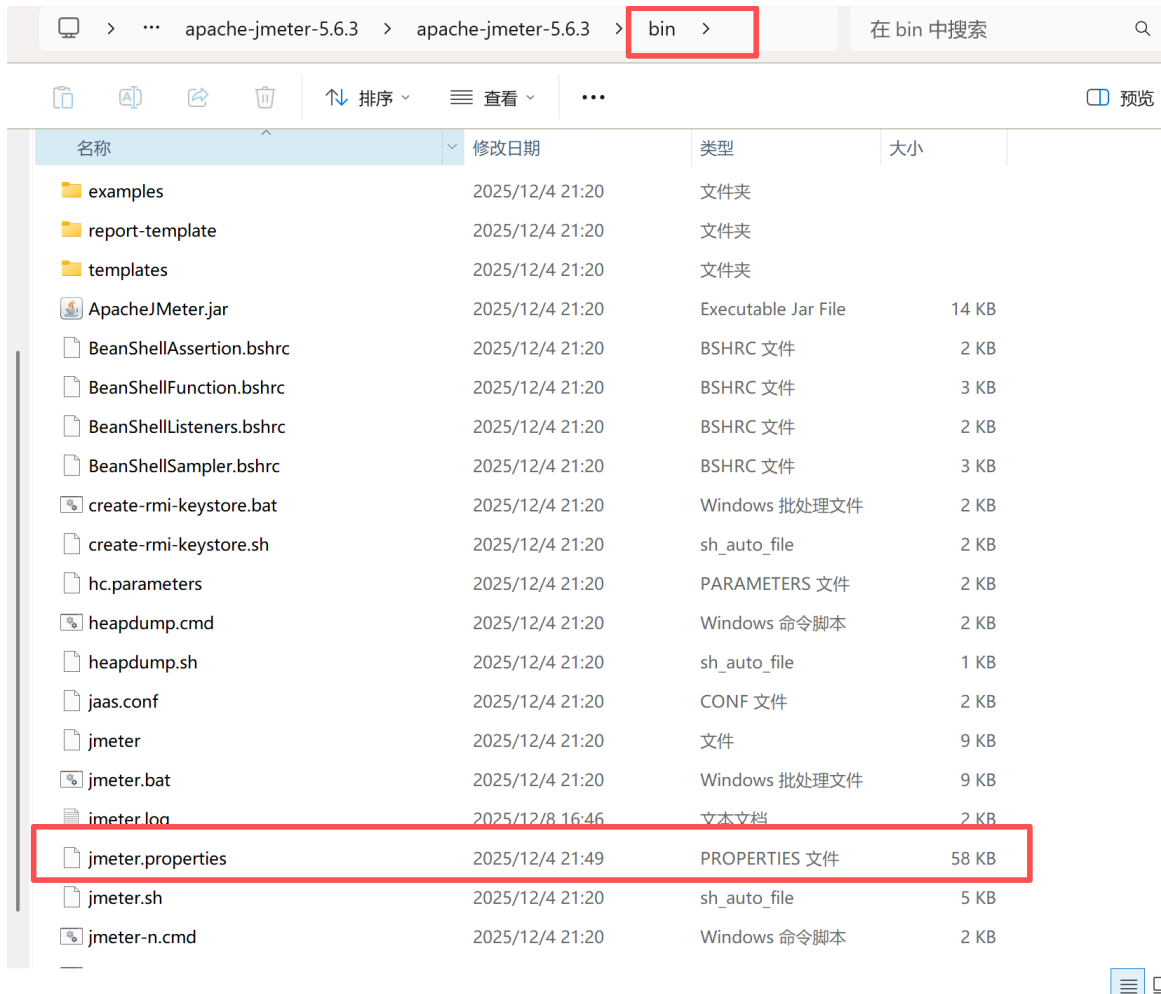 … apache-jmeter-5.6.3 > apache-jmeter-5.6.3 > bin > 在 bin 中搜索
排序 查看 ••• 预览
名称 修改日期 类型 大小
examples 2025/12/4 21:20 文件夹
report-template 2025/12/4 21:20 文件夹
templates 2025/12/4 21:20 文件夹
ApacheJMeter.jar 2025/12/4 21:20 Executable Jar File 14 KB
BeanShellAssertion.bshrc 2025/12/4 21:20 BSHRC 文件 2 KB
BeanShellFunction.bshrc 2025/12/4 21:20 BSHRC 文件 3 KB
BeanShellListeners.bshrc 2025/12/4 21:20 BSHRC 文件 2 KB
BeanShellSampler.bshrc 2025/12/4 21:20 BSHRC 文件 3 KB
create-rmi-keystore.bat 2025/12/4 21:20 Windows 批处理文件 2 KB
create-rmi-keystore.sh 2025/12/4 21:20 sh_auto_file 2 KB
hc.parameters 2025/12/4 21:20 PARAMETERS 文件 2 KB
heapdump.cmd 2025/12/4 21:20 Windows 命令脚本 2 KB
heapdump.sh 2025/12/4 21:20 sh_auto_file 1 KB
jaas.conf 2025/12/4 21:20 CONF 文件 2 KB
jmeter 2025/12/4 21:20 文件 9 KB
jmeter.bat 2025/12/4 21:20 Windows 批处理文件 9 KB
jmeter.log 2025/12/8 16:46 文本文档 2 KB
jmeter.properties 2025/12/4 21:49 PROPERTIES 文件 58 KB
jmeter.sh 2025/12/4 21:20 sh_auto_file 5 KB
jmeter-n.cmd 2025/12/4 21:20 Windows 命令脚本 2 KB